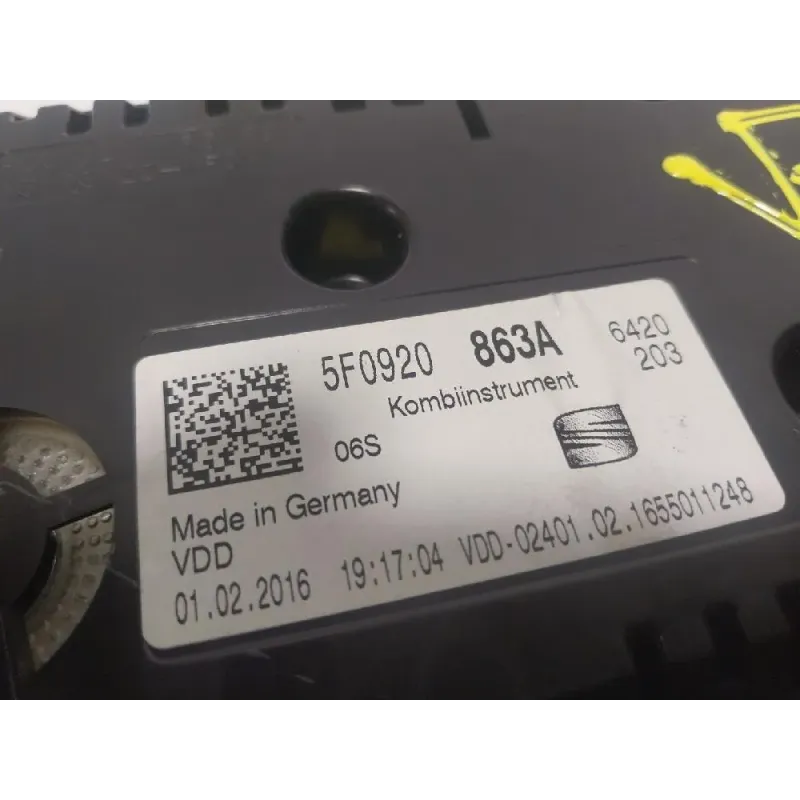 5F0920 863A 6420
203
Kombiinstrument
06S
Made in Germany
VDD
01.02.2016 19:17:04 VDD-02401.02.1655011248